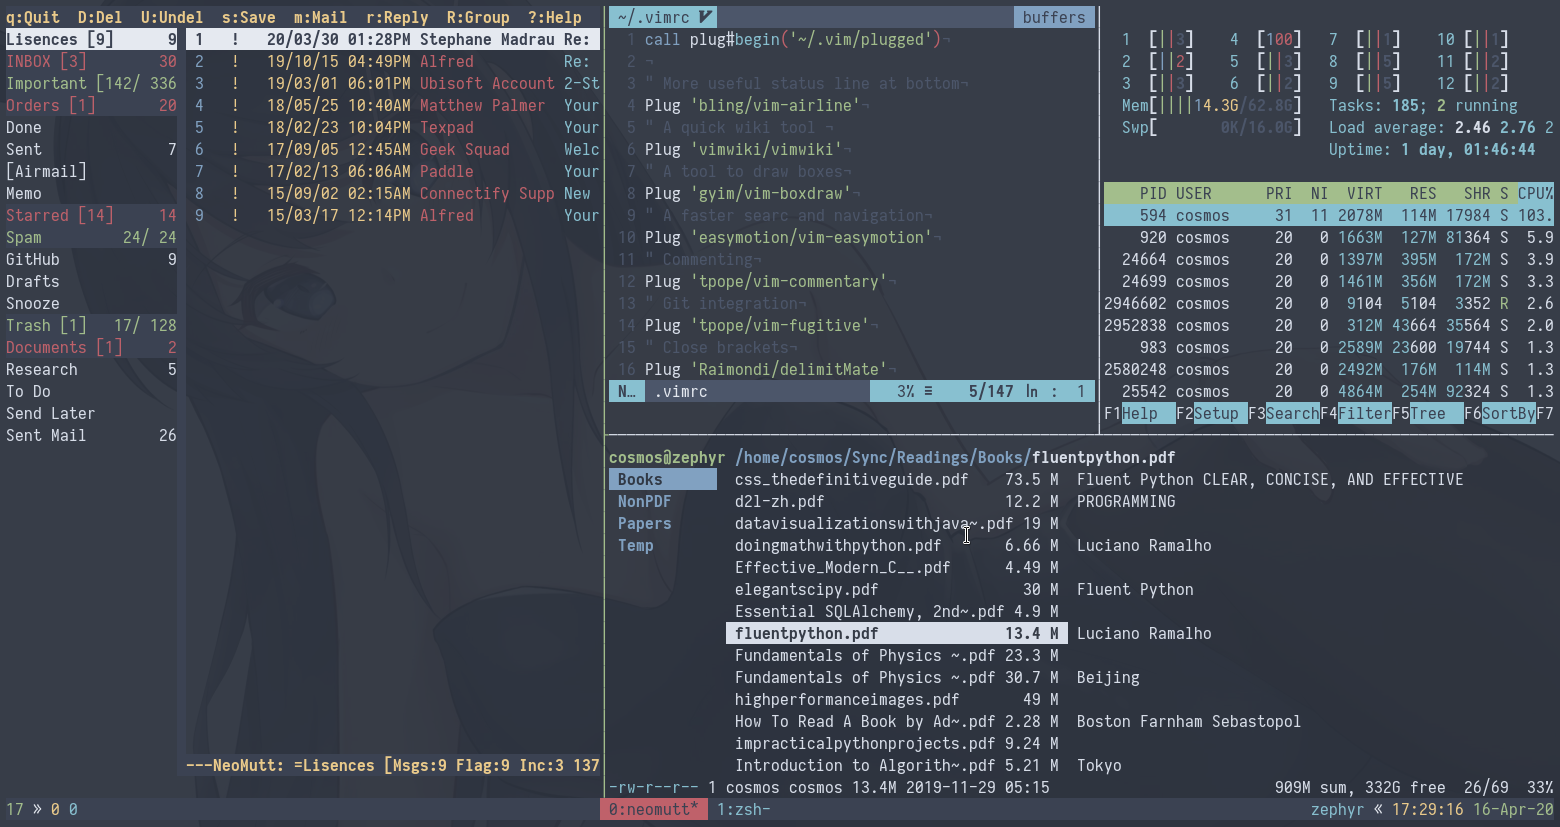 q:Quit  D:Del  U:Undel  s:Save  m:Mail  r:Reply  R:Group  ?:Help
Lisences [9] 9
INBOX [3] 30
Important [142/ 336
Orders [1] 20
Done
Sent 7
[Airmail]
Memo
Starred [14] 14
Spam 24/ 24
GitHub 9
Drafts
Snooze
Trash [1] 17/ 128
Documents [1] 2
Research 5
To Do
Send Later
Sent Mail 26
1 ! 20/03/30 01:28PM Stephane Madrau Re:
2 ! 19/10/15 04:49PM Alfred Re:
3 ! 19/03/01 06:01PM Ubisoft Account 2-St
4 ! 18/05/25 10:40AM Matthew Palmer Your
5 ! 18/02/23 10:04PM Texpad Your
6 ! 17/09/05 12:45AM Geek Squad Welc
7 ! 17/02/13 06:06AM Paddle Your
8 ! 15/09/02 02:15AM Connectify Supp New
9 ! 15/03/17 12:14PM Alfred Your
---NeoMutt: =Lisences [Msgs:9 Flag:9 Inc:3 137
~/.vimrc V buffers
1 call plug#begin('~/.vim/plugged')¬
2 ¬
3 " More useful status line at bottom¬
4 Plug 'bling/vim-airline'¬
5 " A quick wiki tool ¬
6 Plug 'vimwiki/vimwiki'¬
7 " A tool to draw boxes¬
8 Plug 'gyim/vim-boxdraw'¬
9 " A faster searc and navigation¬
10 Plug 'easymotion/vim-easymotion'¬
11 " Commenting¬
12 Plug 'tpope/vim-commentary'¬
13 " Git integration¬
14 Plug 'tpope/vim-fugitive'¬
15 " Close brackets¬
16 Plug 'Raimondi/delimitMate'¬
N… .vimrc 3% ≡ 5/147 ln : 1
1 [||3] 4 [100] 7 [||1] 10 [||1]
2 [||2] 5 [||3] 8 [||5] 11 [||2]
3 [||3] 6 [||2] 9 [||5] 12 [||2]
Mem[||||14.3G/62.8G] Tasks: 185; 2 running
Swp[ 0K/16.0G] Load average: 2.46 2.76 2
Uptime: 1 day, 01:46:44
PID USER PRI NI VIRT RES SHR S CPU%
594 cosmos 31 11 2078M 114M 17984 S 103.
920 cosmos 20 0 1663M 127M 81364 S 5.9
24664 cosmos 20 0 1397M 395M 172M S 3.9
24699 cosmos 20 0 1461M 356M 172M S 3.3
2946602 cosmos 20 0 9104 5104 3352 R 2.6
2952838 cosmos 20 0 312M 43664 35564 S 2.0
983 cosmos 20 0 2589M 23600 19744 S 1.3
2580248 cosmos 20 0 2492M 176M 114M S 1.3
25542 cosmos 20 0 4864M 254M 92324 S 1.3
F1Help F2Setup F3SearchF4FilterF5Tree F6SortByF7
cosmos@zephyr /home/cosmos/Sync/Readings/Books/fluentpython.pdf
Books
NonPDF
Papers
Temp
css_thedefinitiveguide.pdf 73.5 M
d2l-zh.pdf 12.2 M
datavisualizationswithjava~.pdf 19 M
doingmathwithpython.pdf 6.66 M
Effective_Modern_C__.pdf 4.49 M
elegantscipy.pdf 30 M
Essential SQLAlchemy, 2nd~.pdf 4.9 M
fluentpython.pdf 13.4 M
Fundamentals of Physics ~.pdf 23.3 M
Fundamentals of Physics ~.pdf 30.7 M
highperformanceimages.pdf 49 M
How To Read A Book by Ad~.pdf 2.28 M
impracticalpythonprojects.pdf 9.24 M
Introduction to Algorith~.pdf 5.21 M
Fluent Python CLEAR, CONCISE, AND EFFECTIVE
PROGRAMMING
Luciano Ramalho
Fluent Python
Luciano Ramalho
Beijing
Boston Farnham Sebastopol
Tokyo
-rw-r--r-- 1 cosmos cosmos 13.4M 2019-11-29 05:15 909M sum, 332G free 26/69 33%
17 » 0 0 0:neomutt* 1:zsh- zephyr « 17:29:16 16-Apr-20